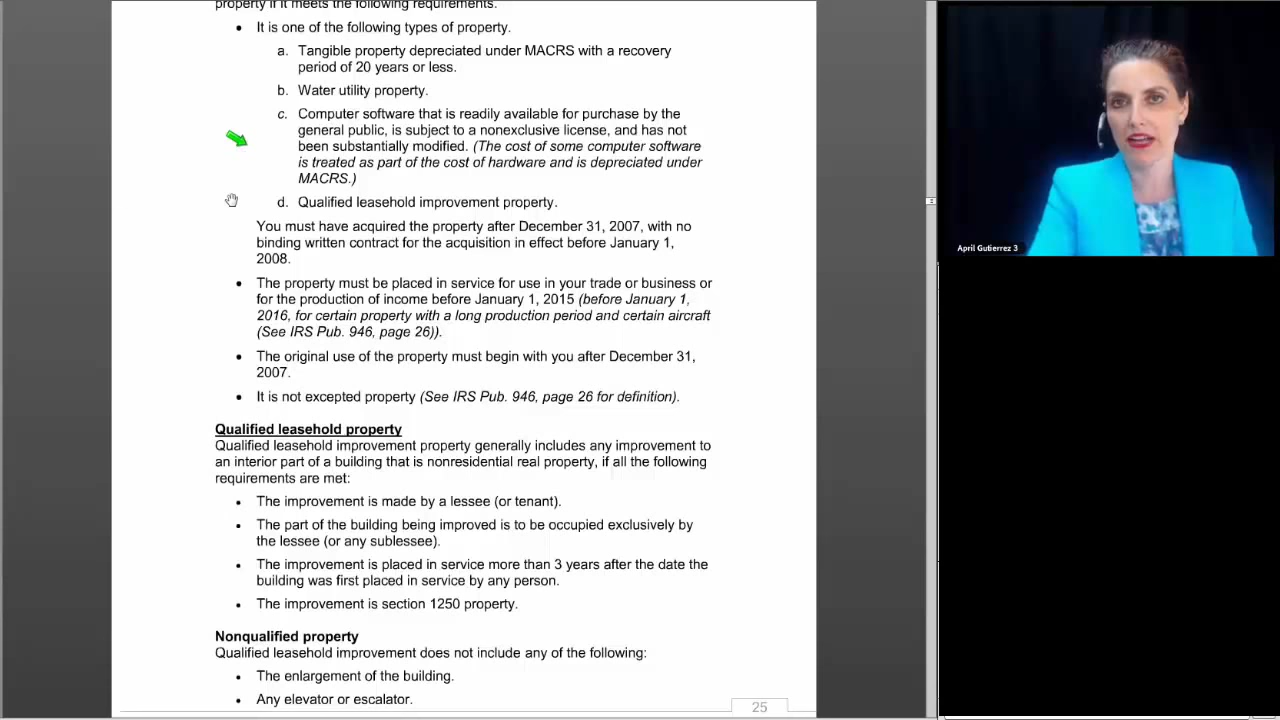 property if it meets the following requirements.
• It is one of the following types of property.
a. Tangible property depreciated under MACRS with a recovery
period of 20 years or less.
b. Water utility property.
c. Computer software that is readily available for purchase by the
general public, is subject to a nonexclusive license, and has not
been substantially modified. (The cost of some computer software
is treated as part of the cost of hardware and is depreciated under
MACRS.)
d. Qualified leasehold improvement property.
You must have acquired the property after December 31, 2007, with no
binding written contract for the acquisition in effect before January 1,
2008.
• The property must be placed in service for use in your trade or business or
for the production of income before January 1, 2015 (before January 1,
2016, for certain property with a long production period and certain aircraft
(See IRS Pub. 946, page 26)).
• The original use of the property must begin with you after December 31,
2007.
• It is not excepted property (See IRS Pub. 946, page 26 for definition).
Qualified leasehold property
Qualified leasehold improvement property generally includes any improvement to
an interior part of a building that is nonresidential real property, if all the following
requirements are met:
• The improvement is made by a lessee (or tenant).
• The part of the building being improved is to be occupied exclusively by
the lessee (or any sublessee).
• The improvement is placed in service more than 3 years after the date the
building was first placed in service by any person.
• The improvement is section 1250 property.
Nonqualified property
Qualified leasehold improvement does not include any of the following:
• The enlargement of the building.
• Any elevator or escalator.
25
April Gutierrez 3